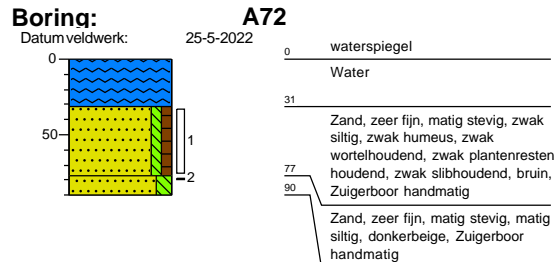 Boring: A72
Datum veldwerk: 25-5-2022
0
50
1
2
0 waterspiegel
Water
31
Zand, zeer fijn, matig stevig, zwak
siltig, zwak humeus, zwak
wortelhoudend, zwak plantenresten
houdend, zwak slibhoudend, bruin,
Zuigerboor handmatig
77
90
Zand, zeer fijn, matig stevig, matig
siltig, donkerbeige, Zuigerboor
handmatig